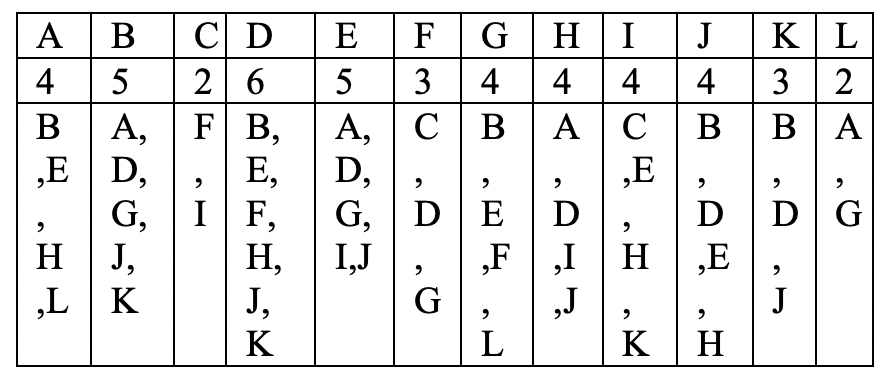 A B C D E F G H I J K L
4 5 2 6 5 3 4 4 4 4 3 2
B A, F B, A, C B A C B B A
,E D, , E, D, , , , ,E , , ,
, G, I F, G, D E D , D D G
H J, H, I,J , ,F ,I H ,E ,
,L K J, G , ,J , , J
K L K H